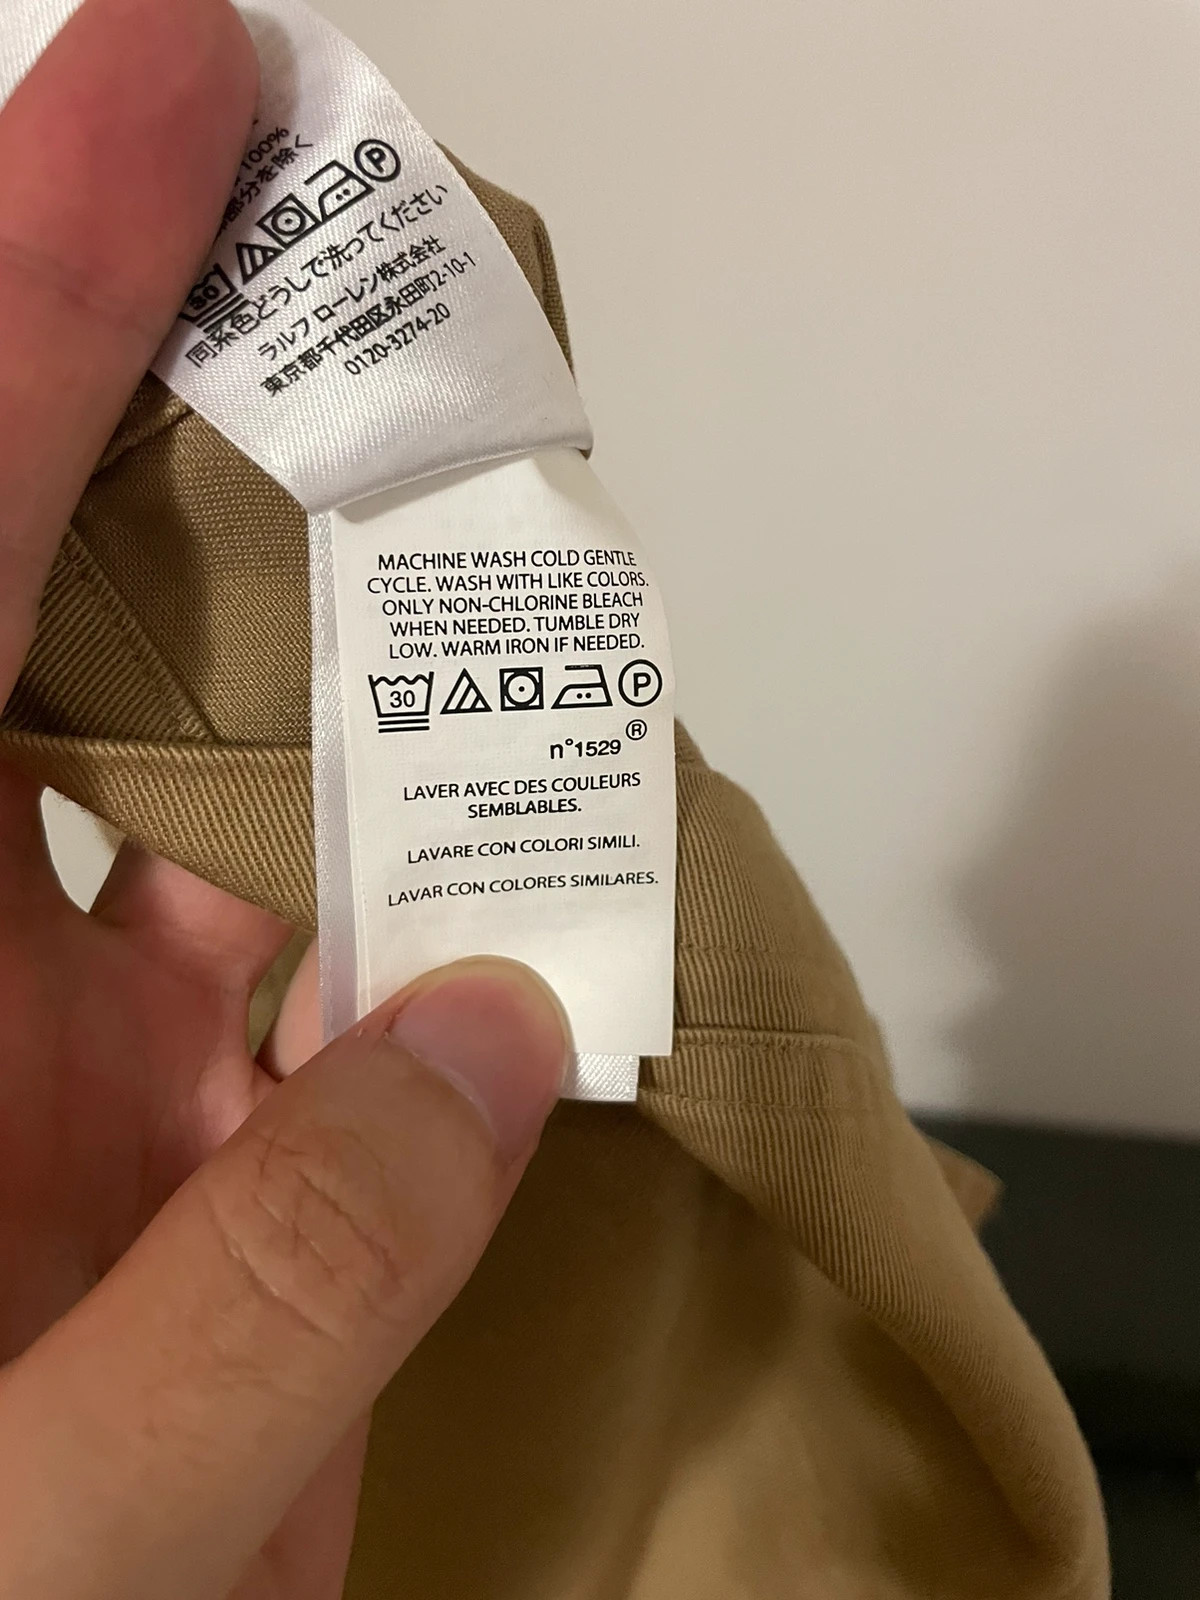 100%
部分を除く
30
P
同系色どうしで洗ってください
ラルフ ローレン株式会社
東京都千代田区永田町2-10-1
0120-3274-20
MACHINE WASH COLD GENTLE
CYCLE. WASH WITH LIKE COLORS.
ONLY NON-CHLORINE BLEACH
WHEN NEEDED. TUMBLE DRY
LOW. WARM IRON IF NEEDED.
30 P
n°1529 ®
LAVER AVEC DES COULEURS
SEMBLABLES.
LAVARE CON COLORI SIMILI.
LAVAR CON COLORES SIMILARES.